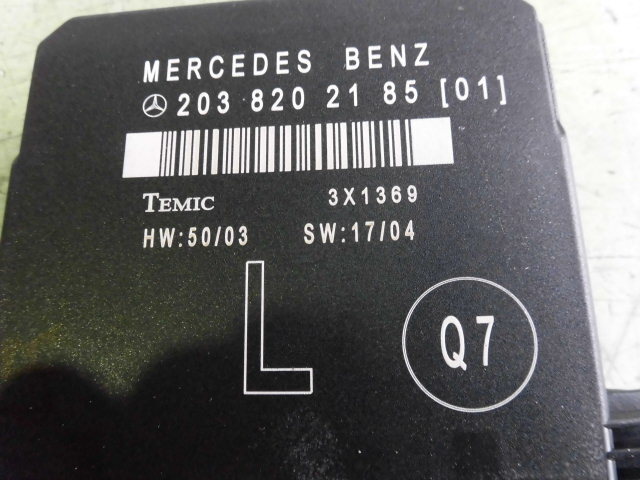 MERCEDES BENZ
203 820 21 85 [01]
TEMIC 3X1369
HW:50/03 SW:17/04
L
Q7